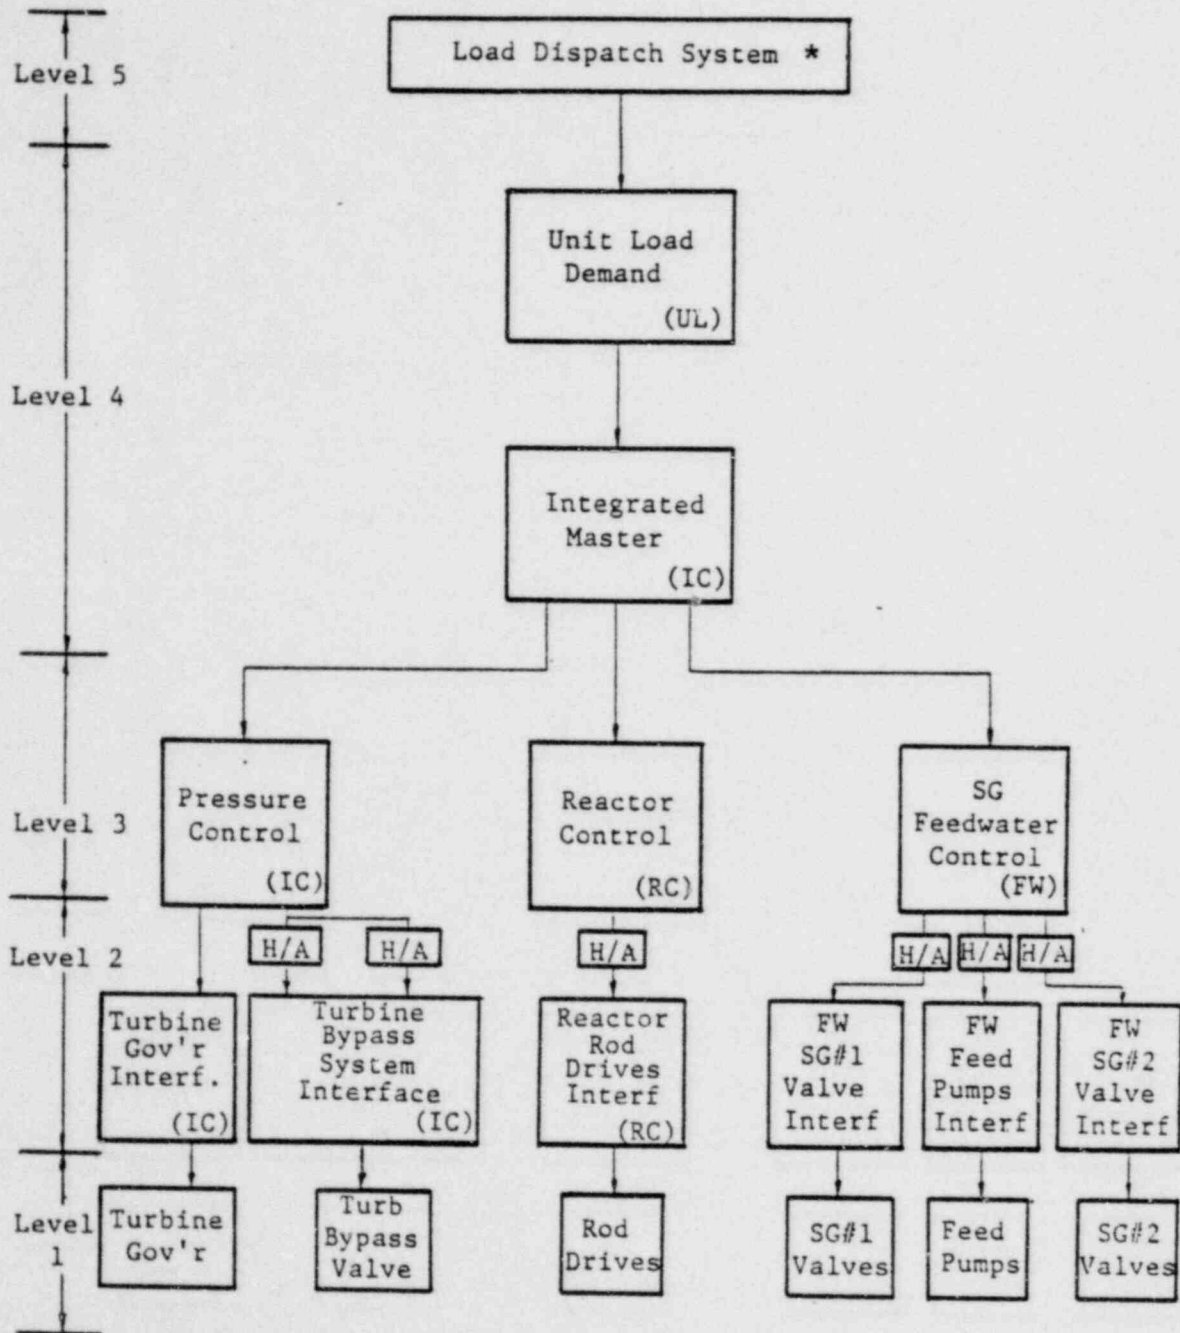 Level 5
Load Dispatch System *
Level 4
Unit Load
Demand
(UL)
Integrated
Master
(IC)
Level 3
Pressure
Control
(IC)
Reactor
Control
(RC)
SG
Feedwater
Control
(FW)
Level 2
H/A
H/A
H/A
H/A
H/A
H/A
Turbine
Gov'r
Interf.
(IC)
Turbine
Bypass
System
Interface
(IC)
Reactor
Rod
Drives
Interf
(RC)
FW
SG#1
Valve
Interf
FW
Feed
Pumps
Interf
FW
SG#2
Valve
Interf
Level
1
Turbine
Gov'r
Turb
Bypass
Valve
Rod
Drives
SG#1
Valves
Feed
Pumps
SG#2
Valves